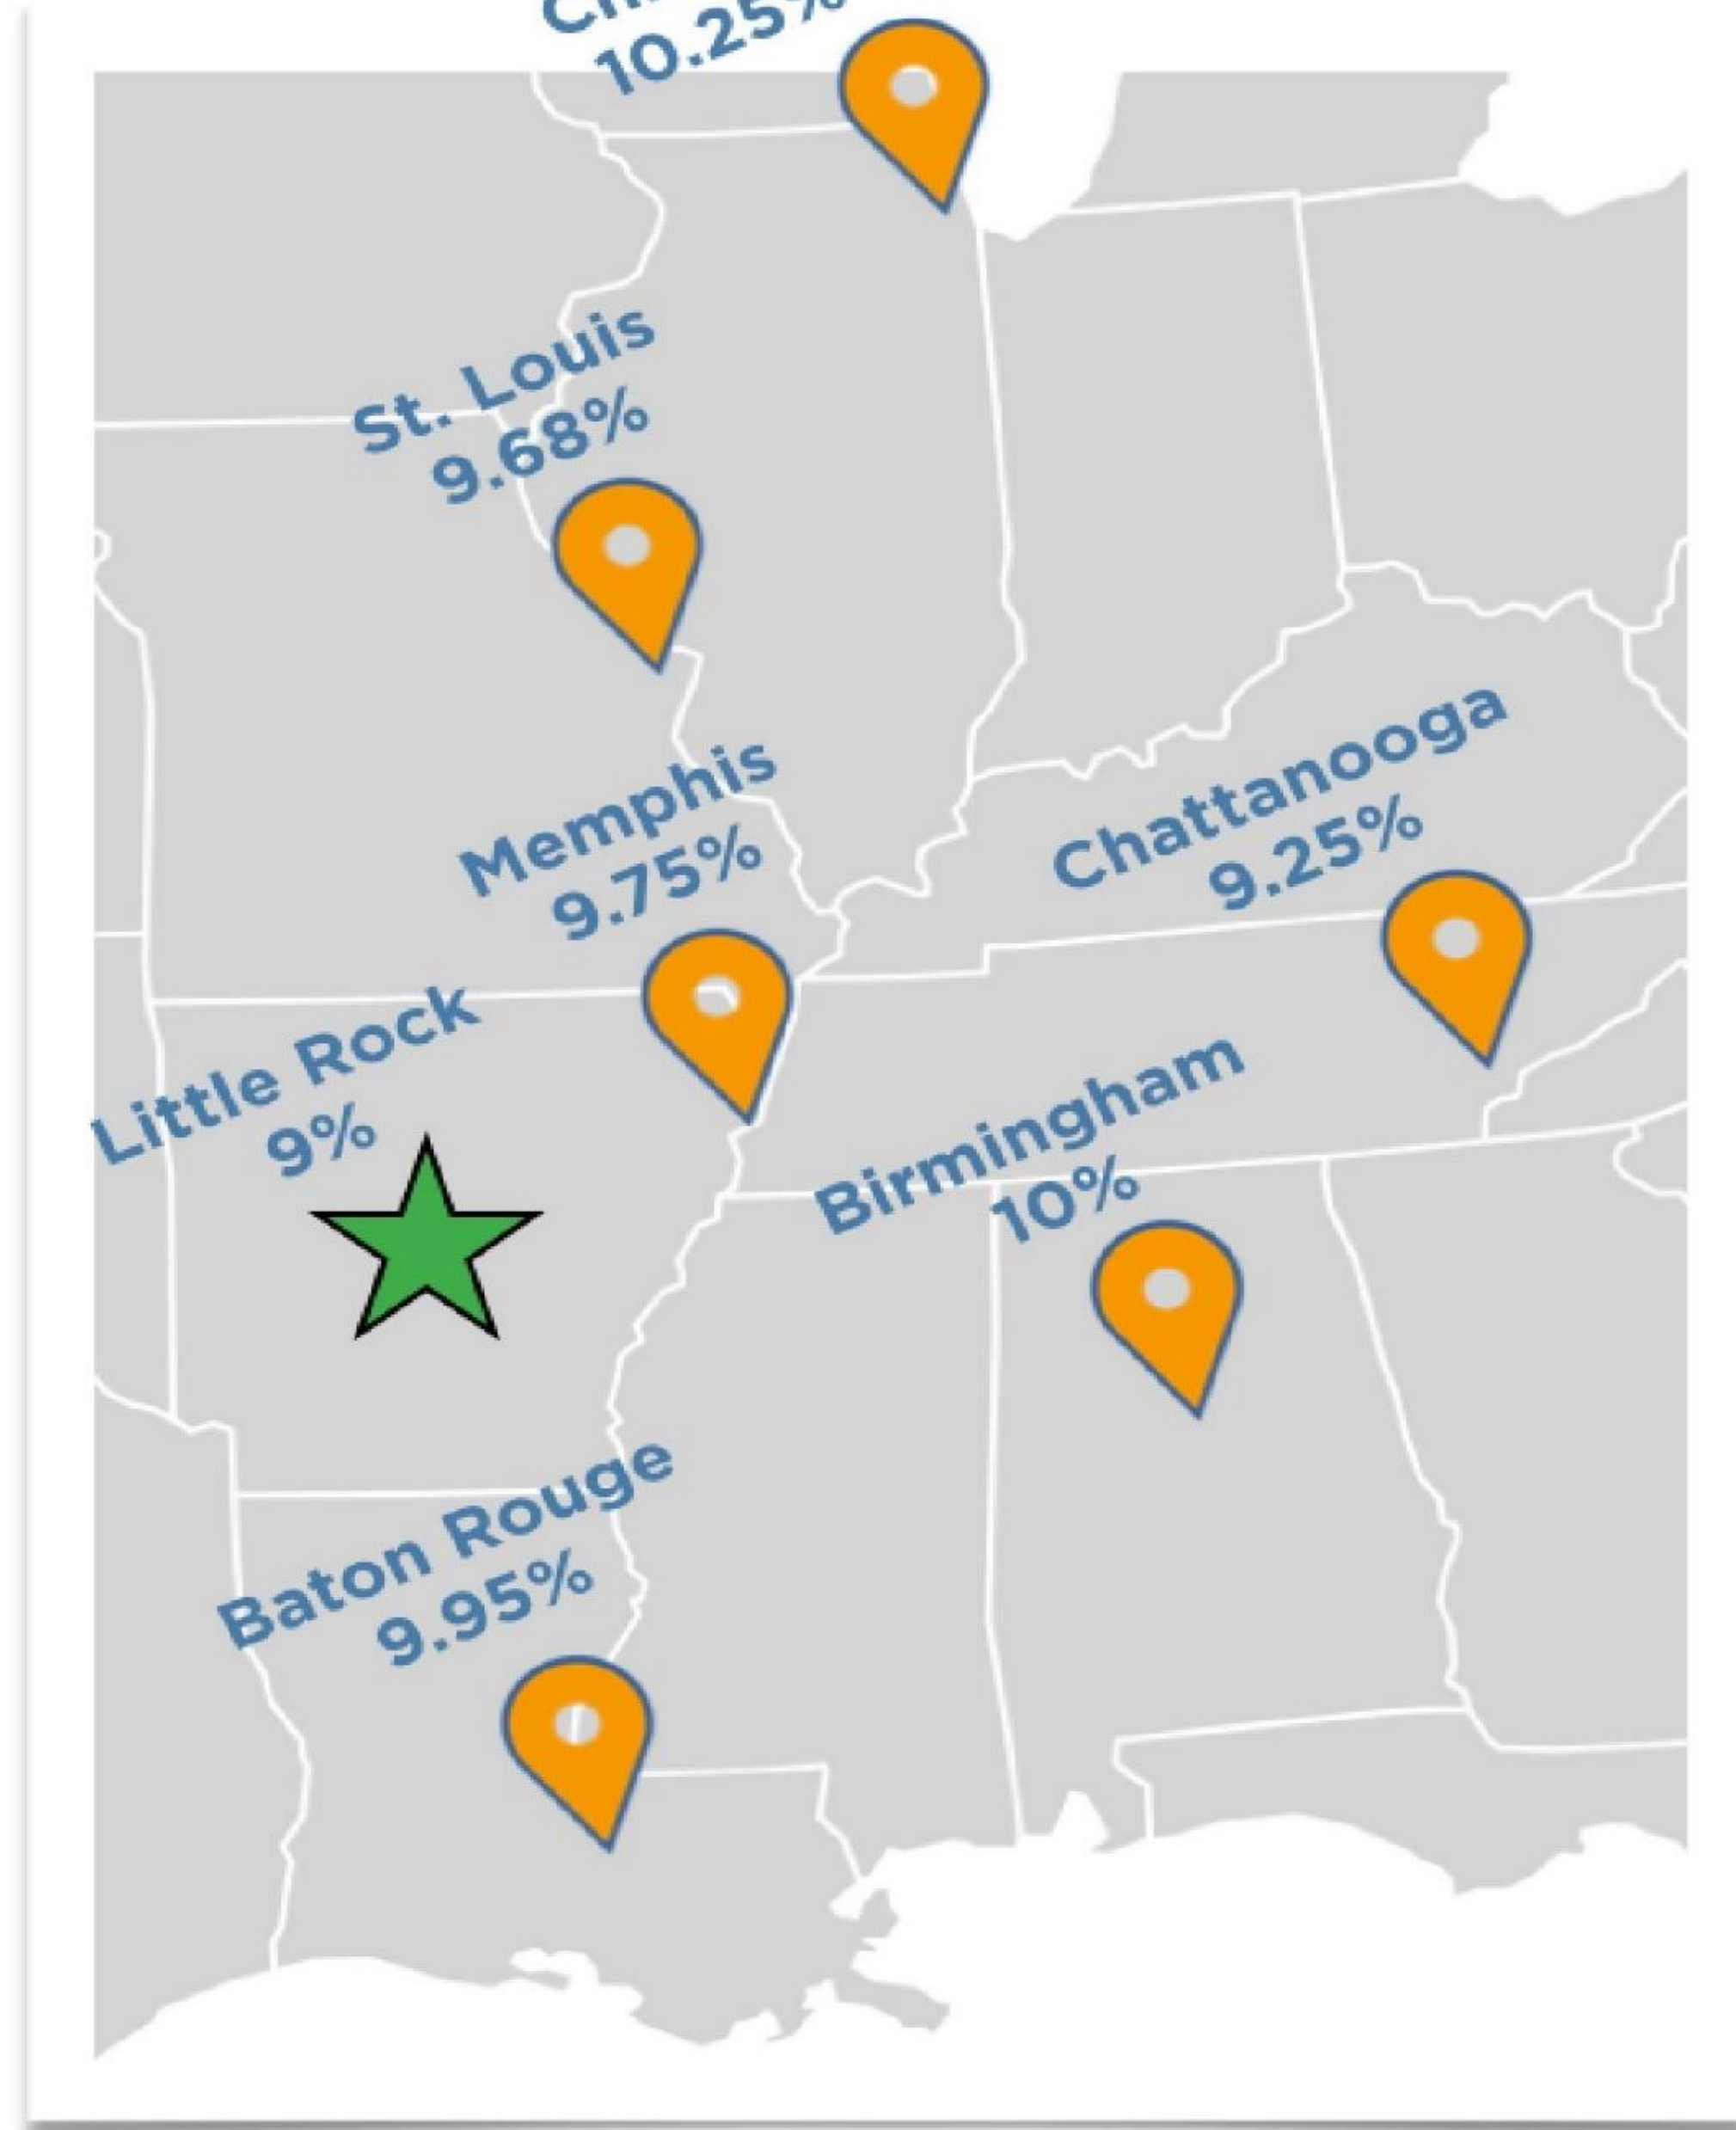 10.25%
St. Louis
9.68%
Memphis
9.75%
Chattanooga
9.25%
Little Rock
9%
Birmingham
10%
Baton Rouge
9.95%